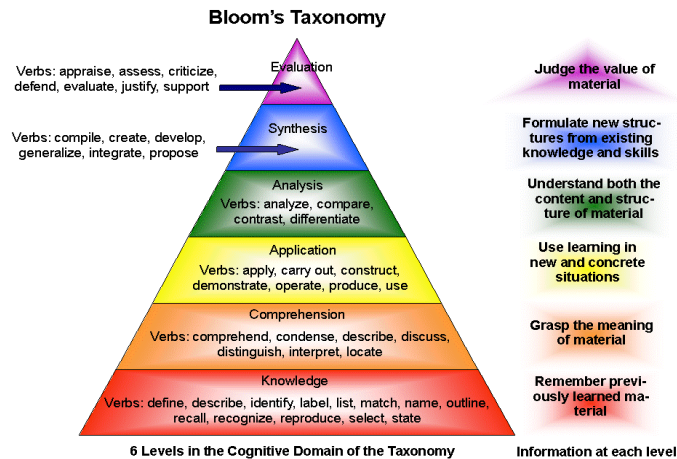 Bloom's Taxonomy
Evaluation
Verbs: appraise, assess, criticize,
defend, evaluate, justify, support
Judge the value of
material
Synthesis
Verbs: compile, create, develop,
generalize, integrate, propose
Formulate new struc-
tures from existing
knowledge and skills
Analysis
Verbs: analyze, compare,
contrast, differentiate
Understand both the
content and struc-
ture of material
Application
Verbs: apply, carry out, construct,
demonstrate, operate, produce, use
Use learning in
new and concrete
situations
Comprehension
Verbs: comprehend, condense, describe, discuss,
distinguish, interpret, locate
Grasp the meaning
of material
Knowledge
Verbs: define, describe, identify, label, list, match, name, outline,
recall, recognize, reproduce, select, state
Remember previ-
ously learned ma-
terial
6 Levels in the Cognitive Domain of the Taxonomy
Information at each level